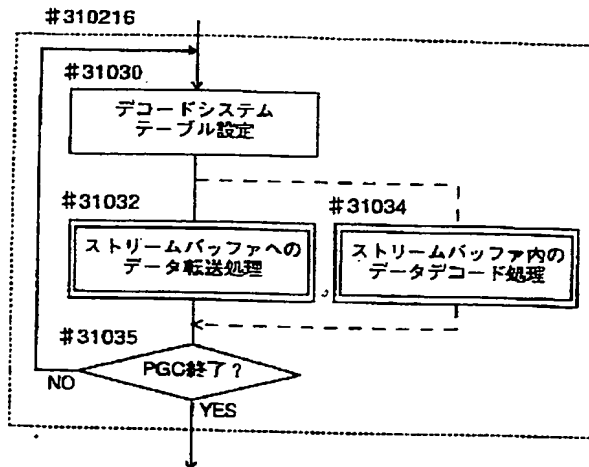 #310216
#31030
デコードシステム
テーブル設定
#31032
ストリームバッファへの
データ転送処理
#31034
ストリームバッファ内の
データデコード処理
#31035
PGC終了?
NO
YES